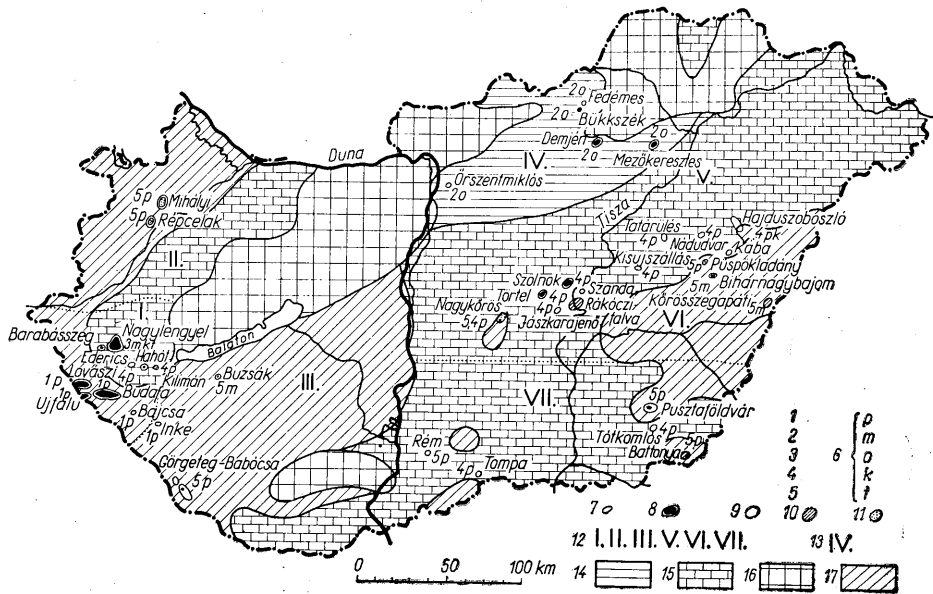 2o
Fedémes
2o
Bükkszék
Duna
Demjén
2o
2o
Mezőkeresztes
IV.
V.
Őrszentmiklós
2o
5p
Mihályi
5p
Répcelak
Tisza
Hajduszoboszló
Tatárülés
4p
4p
4pk
Nádudvar
Kába
II.
Kisujszállás
4p
5p
Püspökladány
5m
Biharnagybajom
Szolnok
4p
Szanda
Törtel
4p
Rákóczi-
falva
4p
Jászkarajenő
Körösszegapáti
5m
VI.
Nagykőrös
5,4p
I.
Nagylengyel
3mkt
Barabásszeg
Balaton
Ederics
Hahót
Lovászi
4p
4p
Kilimán
Buzsák
5m
III.
1p
1p
Budafa
1p
Ujfalu
VII.
5p
Pusztaföldvár
1p
Bajcsa
1p
Inke
4p
Tótkomlós
5p
Battonya
Rém
5p
4p
Tompa
Görgeteg-Babócsa
5p
1
2
3
4
5
6
p
m
o
k
t
7
8
9
10
11
12 I. II. III. V. VI. VII.
13 IV.
0 50 100 km
14
15
16
17